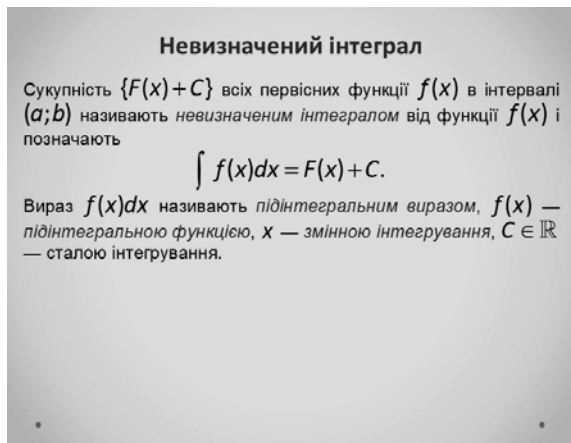 Невизначений інтеграл
Сукупність {F(x)+C} всіх первісних функції f(x) в інтервалі
(a;b) називають невизначеним інтегралом від функції f(x) і
позначають
∫ f(x)dx = F(x)+C.
Вираз f(x)dx називають підінтегральним виразом, f(x) —
підінтегральною функцією, x — змінною інтегрування, C ∈ ℝ
— сталою інтегрування.